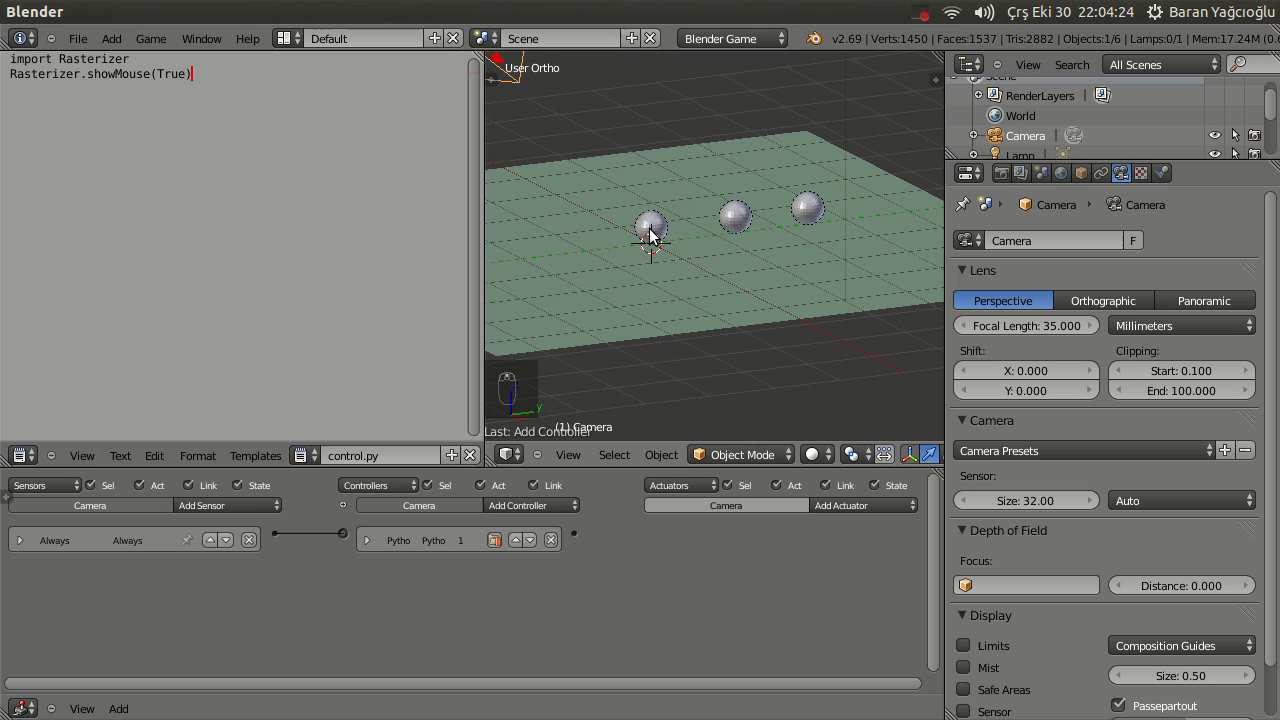 Blender
Çrş Eki 30 22:04:24
Baran Yağcıoğlu
File Add Game Window Help
Default
Scene
Blender Game
v2.69 | Verts:1450 | Faces:1537 | Tris:2882 | Objects:1/6 | Lamps:0/1 | Mem:17.24M (0.
import Rasterizer
Rasterizer.showMouse(True)
User Ortho
View Search All Scenes
Scene
RenderLayers
World
Camera
Lamp
Camera Camera
Camera F
Lens
Perspective Orthographic Panoramic
Focal Length: 35.000 Millimeters
Shift: Clipping:
X: 0.000 Start: 0.100
Y: 0.000 End: 100.000
Camera
Camera Presets
Sensor:
Size: 32.00 Auto
Depth of Field
Focus:
Distance: 0.000
Display
Limits Composition Guides
Mist Size: 0.50
Safe Areas
Sensor Passepartout
y
(1) Camera
Last: Add Controller
View Text Edit Format Templates control.py
View Select Object Object Mode
Sensors Sel Act Link State
Controllers Sel Act Link
Actuators Sel Act Link State
Camera Add Sensor
Camera Add Controller
Camera Add Actuator
Always Always
Pytho Pytho 1
View Add